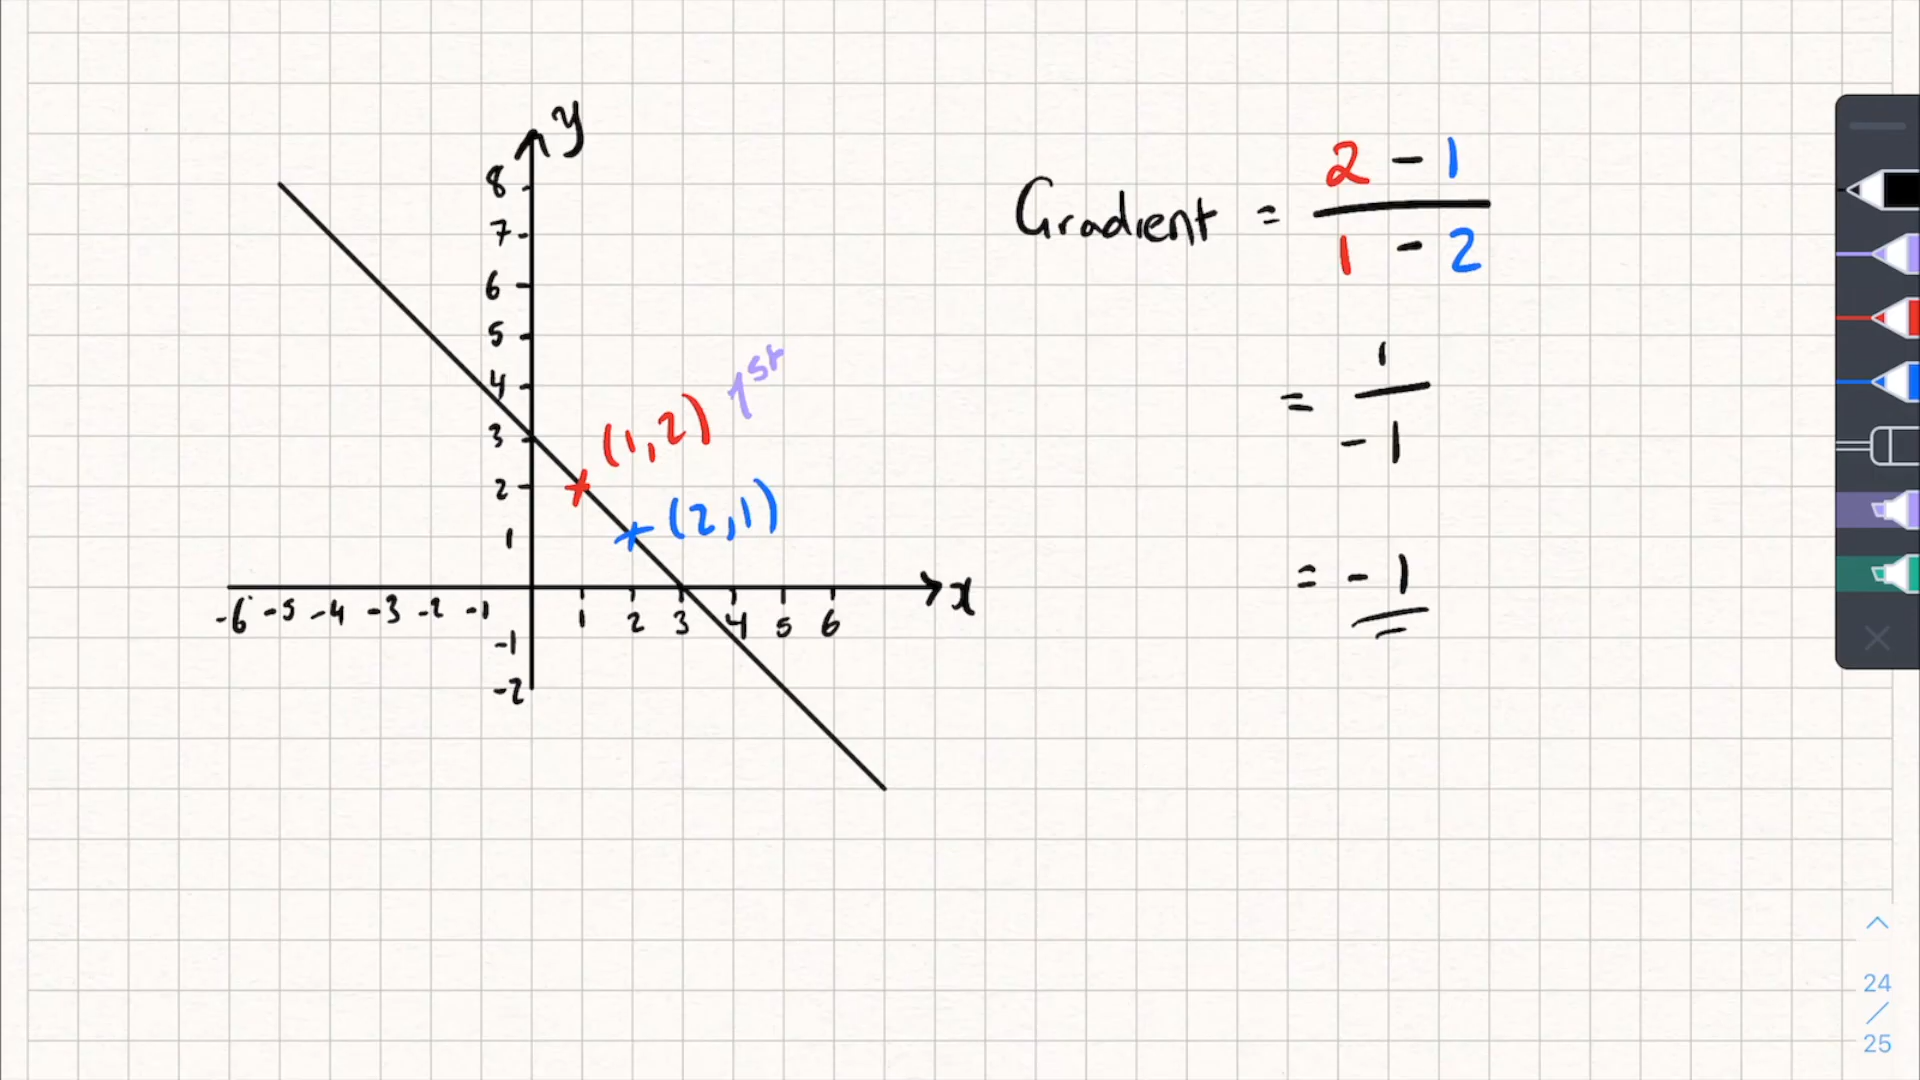 y
8
7
6
5
4
3
2
1
-6 -5 -4 -3 -2 -1 1 2 3 4 5 6 x
-1
-2
(1,2) 1st
(2,1)
Gradient = 2 - 1
1 - 2
= 1
- 1
= - 1
24
/
25